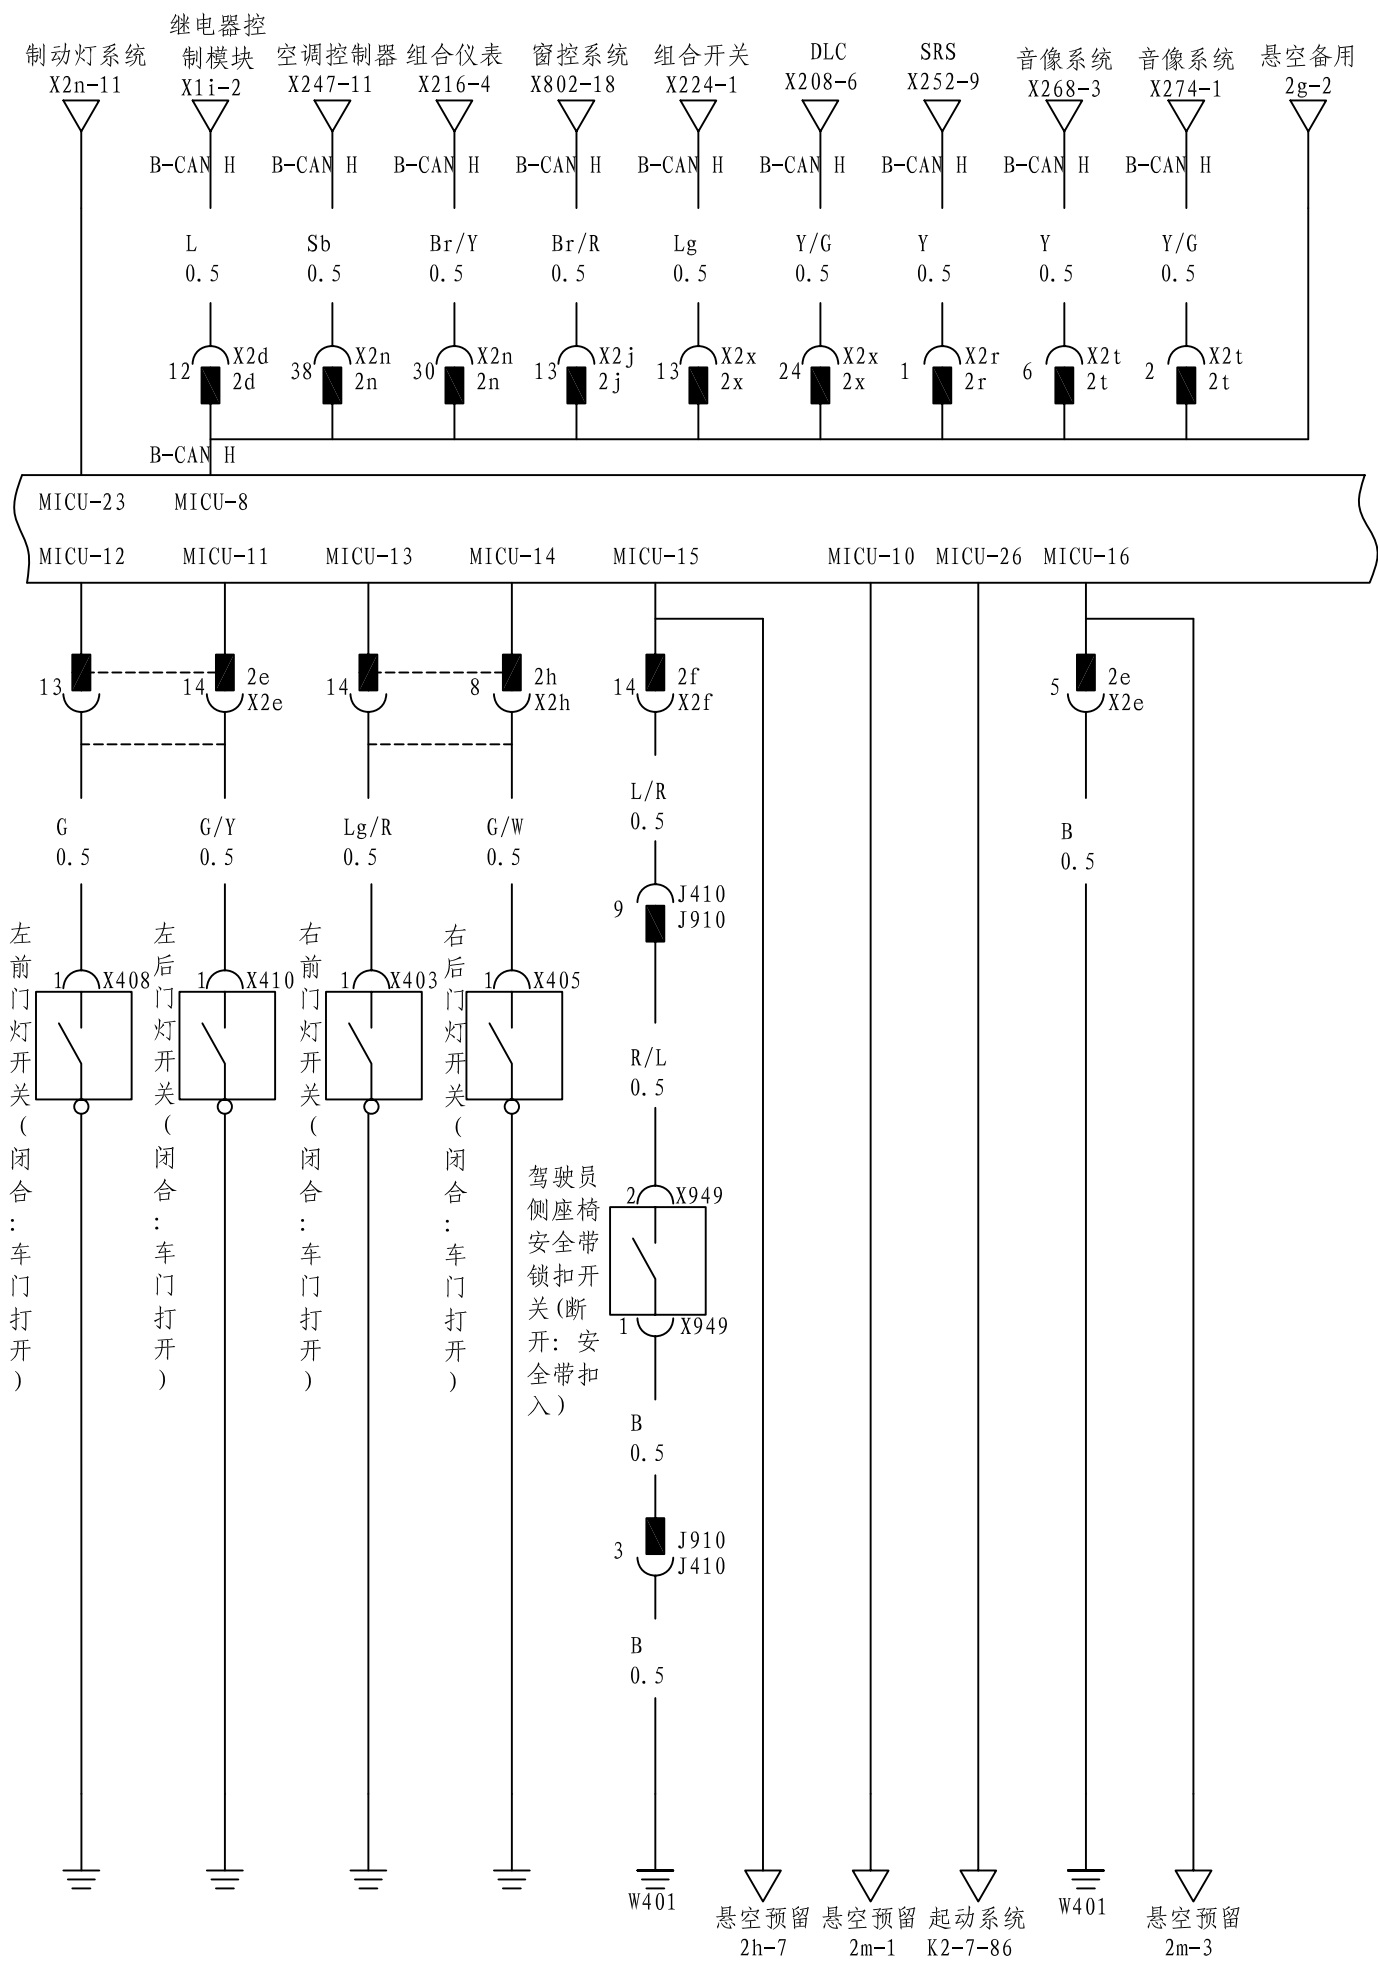 制动灯系统
X2n-11
继电器控
制模块
X1i-2
空调控制器
X247-11
组合仪表
X216-4
窗控系统
X802-18
组合开关
X224-1
DLC
X208-6
SRS
X252-9
音像系统
X268-3
音像系统
X274-1
悬空备用
2g-2
B-CAN H
B-CAN H
B-CAN H
B-CAN H
B-CAN H
B-CAN H
B-CAN H
B-CAN H
B-CAN H
L
0.5
Sb
0.5
Br/Y
0.5
Br/R
0.5
Lg
0.5
Y/G
0.5
Y
0.5
Y
0.5
Y/G
0.5
12
X2d
2d
38
X2n
2n
30
X2n
2n
13
X2j
2j
13
X2x
2x
24
X2x
2x
1
X2r
2r
6
X2t
2t
2
X2t
2t
B-CAN H
MICU-23
MICU-8
MICU-12
MICU-11
MICU-13
MICU-14
MICU-15
MICU-10
MICU-26
MICU-16
13
14
2e
X2e
14
8
2h
X2h
14
2f
X2f
5
2e
X2e
L/R
0.5
G
0.5
G/Y
0.5
Lg/R
0.5
G/W
0.5
B
0.5
9
J410
J910
左前门灯开关(闭合:车门打开)
1
X408
左后门灯开关(闭合:车门打开)
1
X410
右前门灯开关(闭合:车门打开)
1
X403
右后门灯开关(闭合:车门打开)
1
X405
R/L
0.5
驾驶员
侧座椅
安全带
锁扣开
关(断
开: 安
全带扣
入)
2
X949
1
X949
B
0.5
3
J910
J410
B
0.5
W401
悬空预留
2h-7
悬空预留
2m-1
起动系统
K2-7-86
W401
悬空预留
2m-3